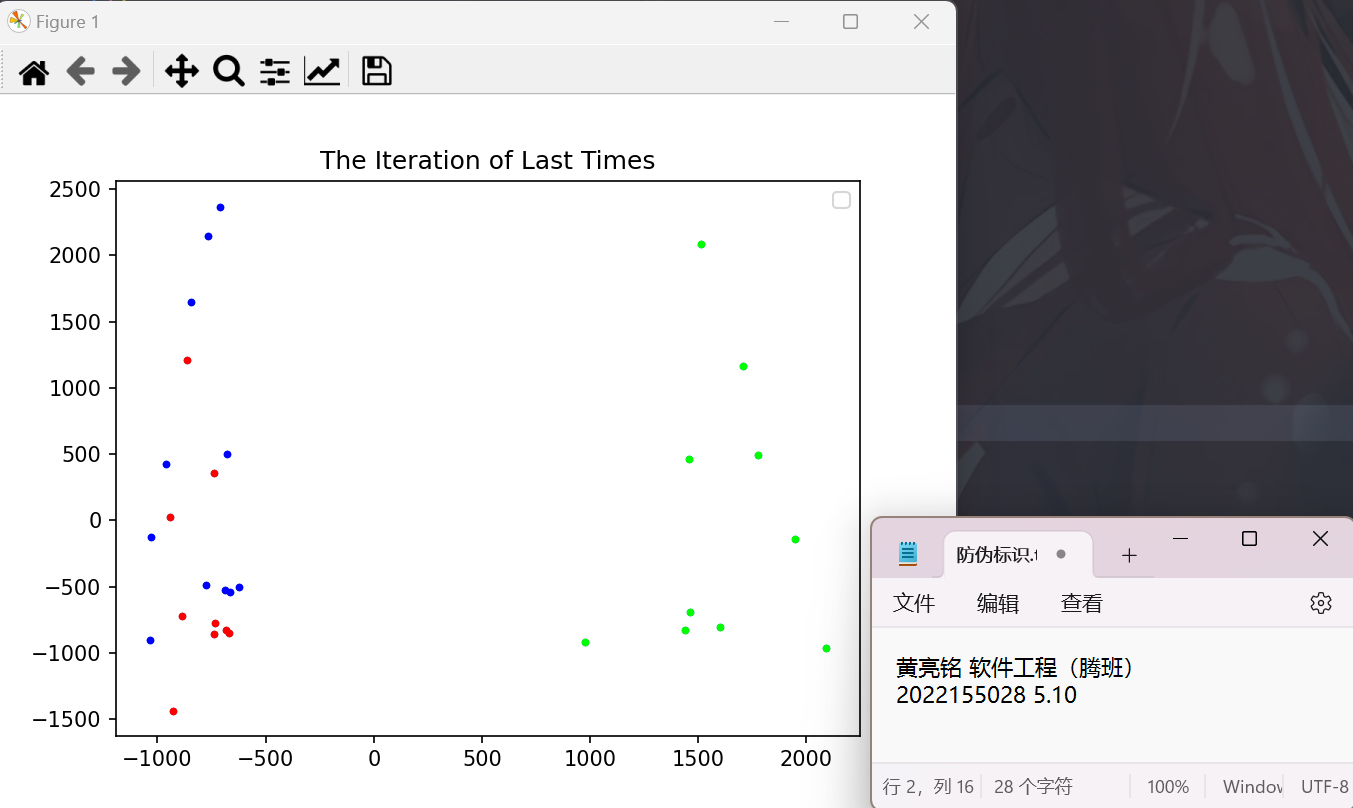 Figure 1
The Iteration of Last Times
2500
2000
1500
1000
500
0
−500
−1000
−1500
−1000 −500 0 500 1000 1500 2000
防伪标识.t
文件 编辑 查看
黄亮铭 软件工程（腾班）
2022155028 5.10
行 2，列 16 28 个字符 100% Window UTF-8